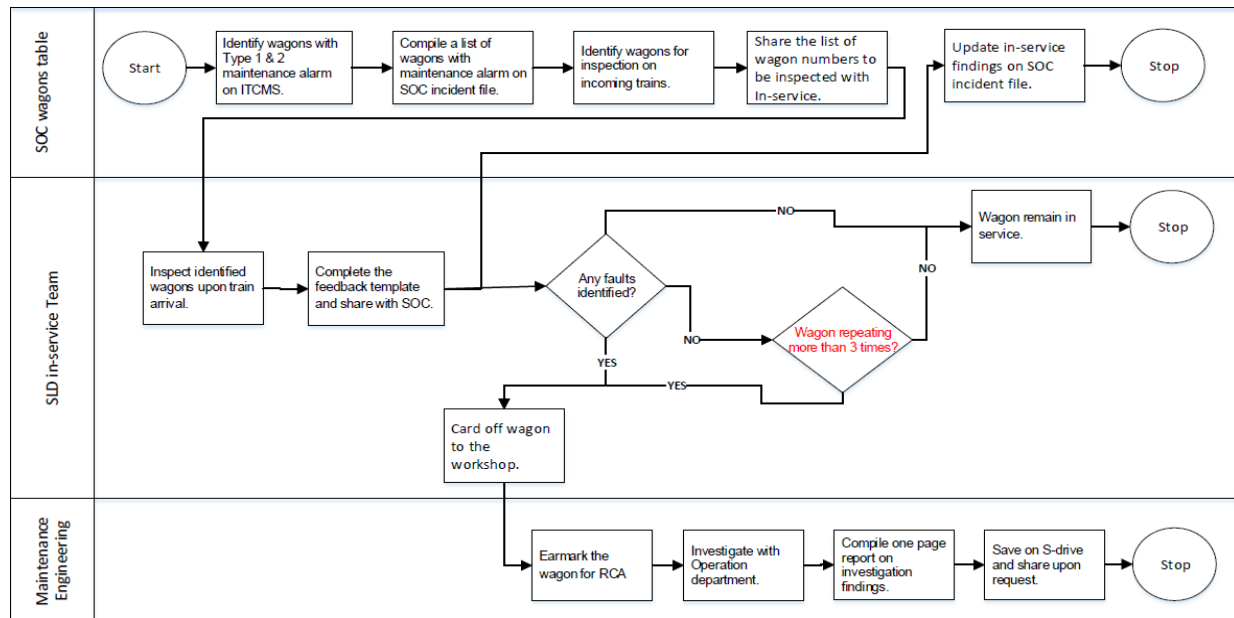 SOC wagons table
Start
Identify wagons with
Type 1 & 2
maintenance alarm
on ITCMS.
Compile a list of
wagons with
maintenance alarm on
SOC incident file.
Identify wagons for
inspection on
incoming trains.
Share the list of
wagon numbers to
be inspected with
In-service.
Update in-service
findings on SOC
incident file.
Stop
SLD in-service Team
Inspect identified
wagons upon train
arrival.
Complete the
feedback template
and share with SOC.
Any faults
identified?
NO
NO
YES
Wagon repeating
more than 3 times?
NO
YES
Wagon remain in
service.
Stop
Card off wagon
to the
workshop.
Maintenance
Engineering
Earmark the
wagon for RCA
Investigate with
Operation
department.
Compile one page
report on
investigation
findings.
Save on S-drive
and share upon
request.
Stop